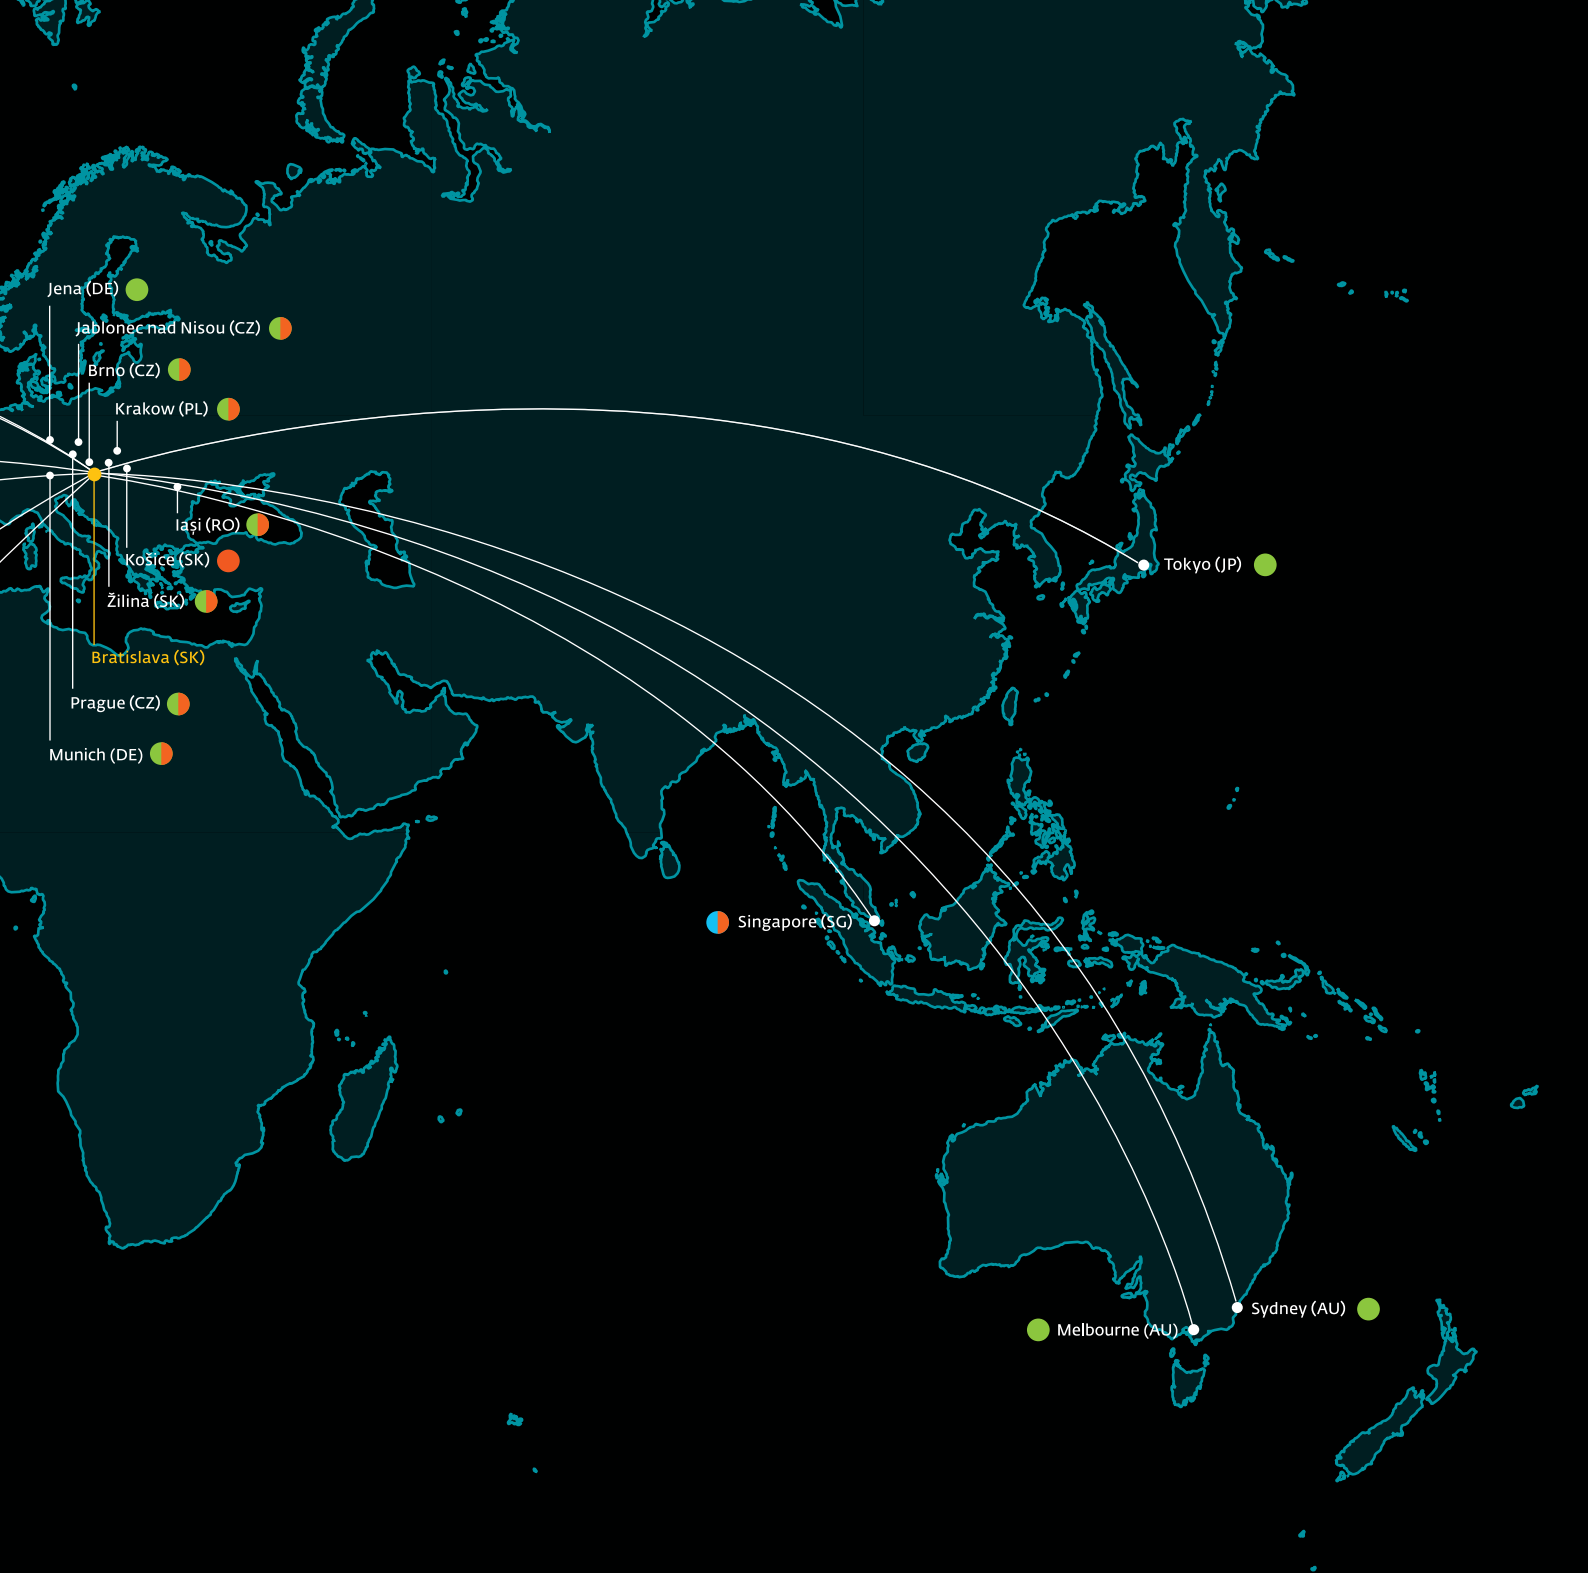 Jena (DE)
Jablonec nad Nisou (CZ)
Brno (CZ)
Krakow (PL)
Iași (RO)
Košice (SK)
Tokyo (JP)
Žilina (SK)
Bratislava (SK)
Prague (CZ)
Munich (DE)
Singapore (SG)
Sydney (AU)
Melbourne (AU)